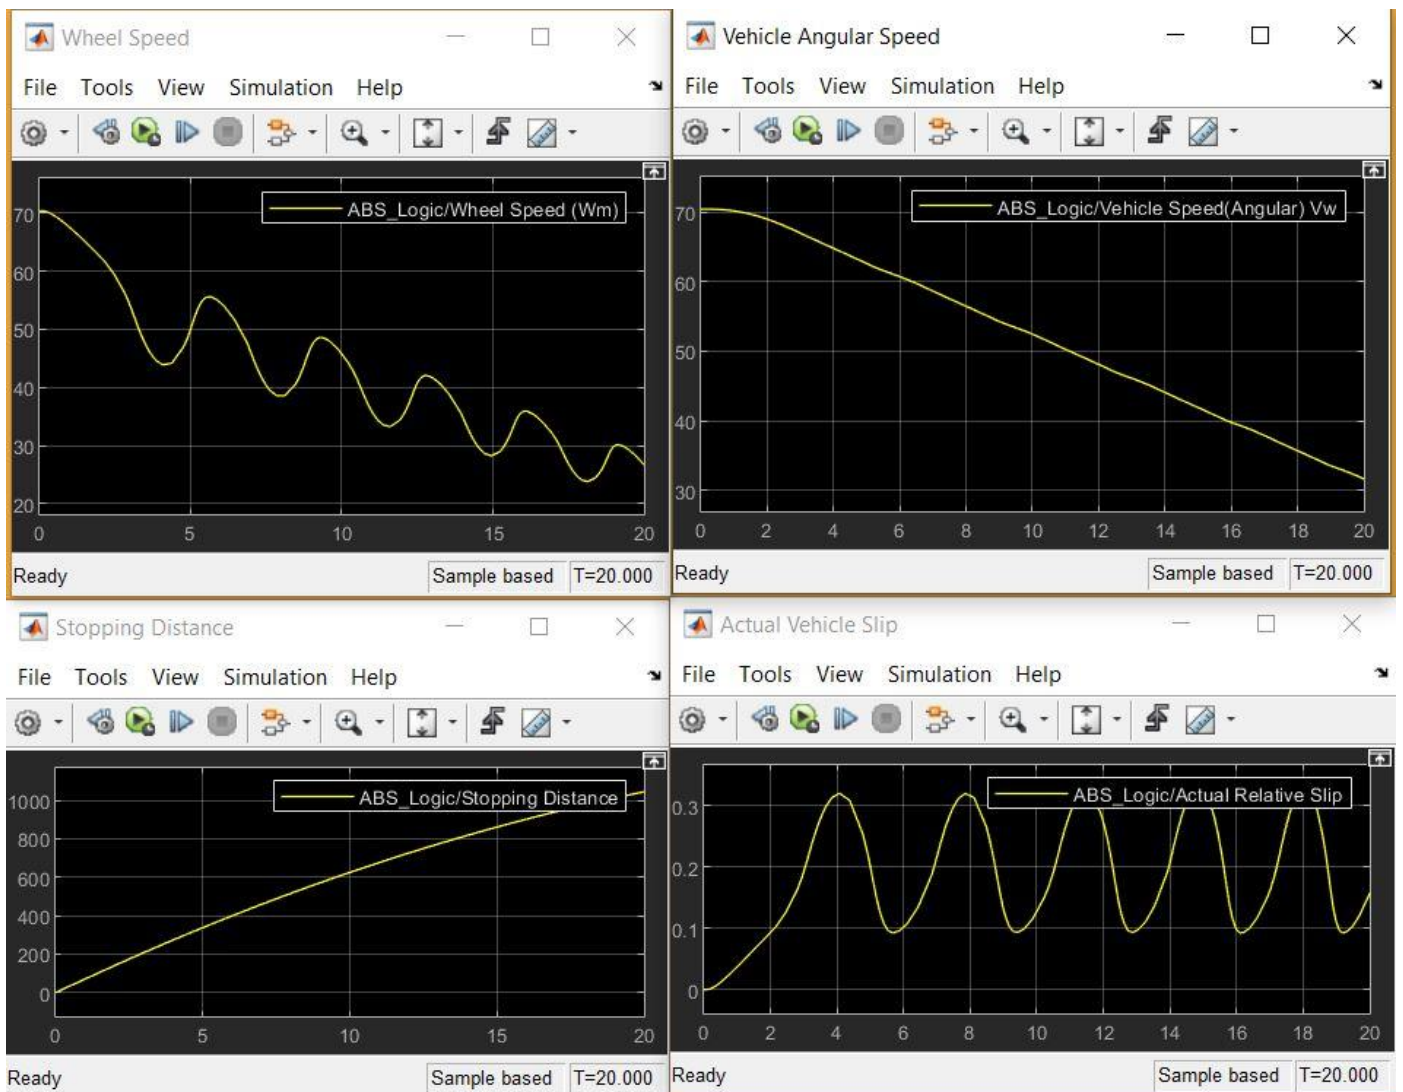 Wheel Speed
File Tools View Simulation Help
ABS_Logic/Wheel Speed (Wm)
70
60
50
40
30
20
0 5 10 15 20
Ready Sample based T=20.000
Vehicle Angular Speed
File Tools View Simulation Help
ABS_Logic/Vehicle Speed(Angular) Vw
70
60
50
40
30
0 2 4 6 8 10 12 14 16 18 20
Ready Sample based T=20.000
Stopping Distance
File Tools View Simulation Help
ABS_Logic/Stopping Distance
1000
800
600
400
200
0
0 5 10 15 20
Ready Sample based T=20.000
Actual Vehicle Slip
File Tools View Simulation Help
ABS_Logic/Actual Relative Slip
0.3
0.2
0.1
0
0 2 4 6 8 10 12 14 16 18 20
Ready Sample based T=20.000